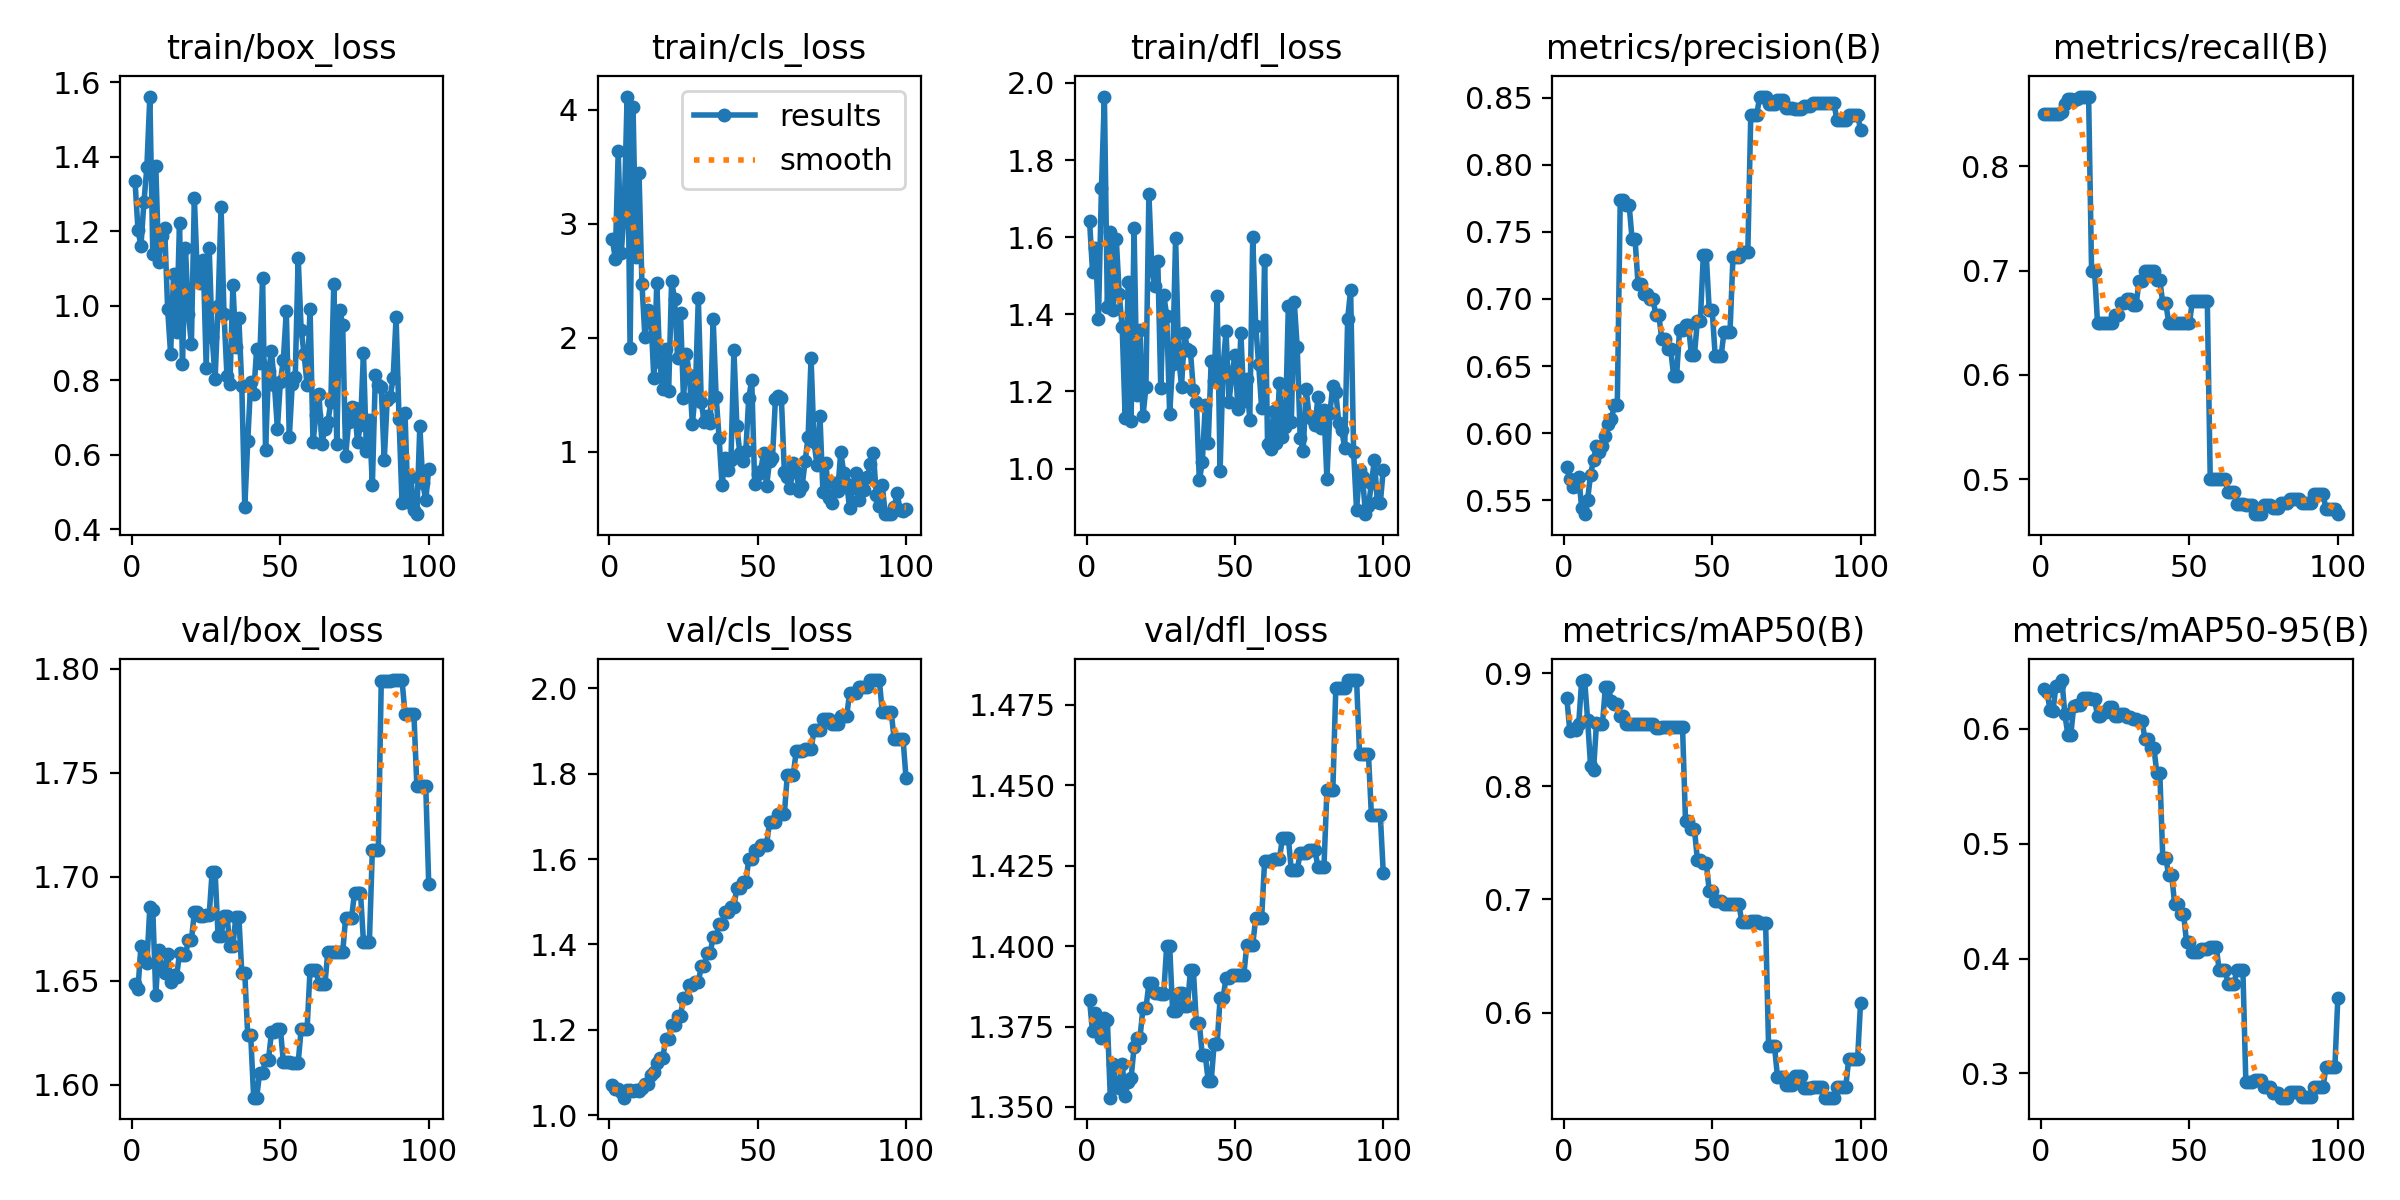 train/box_loss
1.6
1.4
1.2
1.0
0.8
0.6
0.4
0 50 100
train/cls_loss
results
smooth
4
3
2
1
0 50 100
train/dfl_loss
2.0
1.8
1.6
1.4
1.2
1.0
0 50 100
metrics/precision(B)
0.85
0.80
0.75
0.70
0.65
0.60
0.55
0 50 100
metrics/recall(B)
0.8
0.7
0.6
0.5
0 50 100
val/box_loss
1.80
1.75
1.70
1.65
1.60
0 50 100
val/cls_loss
2.0
1.8
1.6
1.4
1.2
1.0
0 50 100
val/dfl_loss
1.475
1.450
1.425
1.400
1.375
1.350
0 50 100
metrics/mAP50(B)
0.9
0.8
0.7
0.6
0 50 100
metrics/mAP50-95(B)
0.6
0.5
0.4
0.3
0 50 100